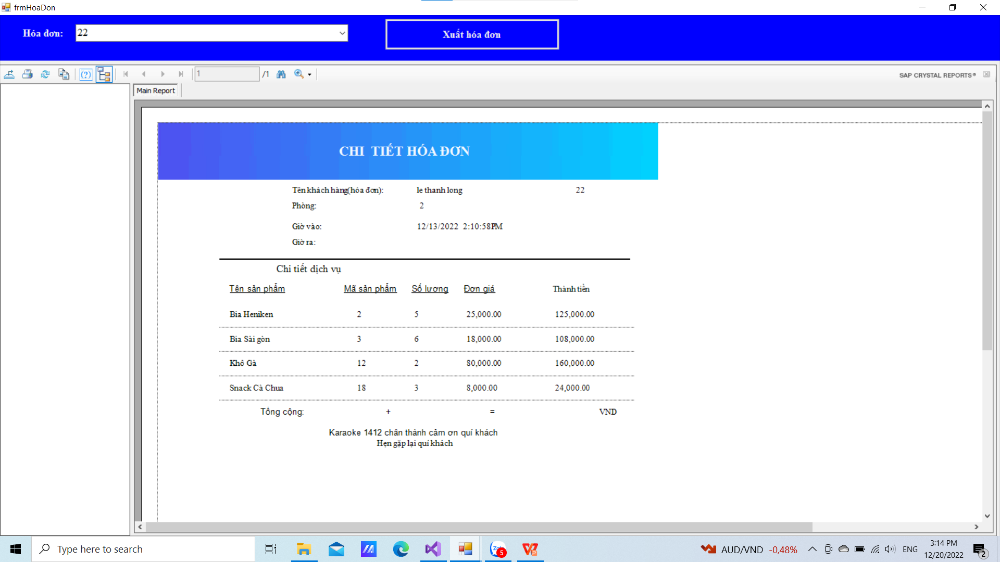 frmHoaDon
Hóa đơn: 22 Xuất hóa đơn
1 /1 SAP CRYSTAL REPORTS®
Main Report
CHI TIẾT HÓA ĐƠN
Tên khách hàng(hóa đơn): le thanh long 22
Phòng: 2
Giờ vào: 12/13/2022 2:10:58PM
Giờ ra:
Chi tiết dịch vụ
Tên sản phẩm Mã sản phẩm Số lương Đơn giá Thành tiền
Bia Heniken 2 5 25,000.00 125,000.00
Bia Sài gòn 3 6 18,000.00 108,000.00
Khô Gà 12 2 80,000.00 160,000.00
Snack Cà Chua 18 3 8,000.00 24,000.00
Tổng cộng: + = VND
Karaoke 1412 chân thành cảm ơn quí khách
Hẹn gặp lại quí khách
Type here to search 5 AUD/VND -0,48% ENG 3:14 PM
12/20/2022 2